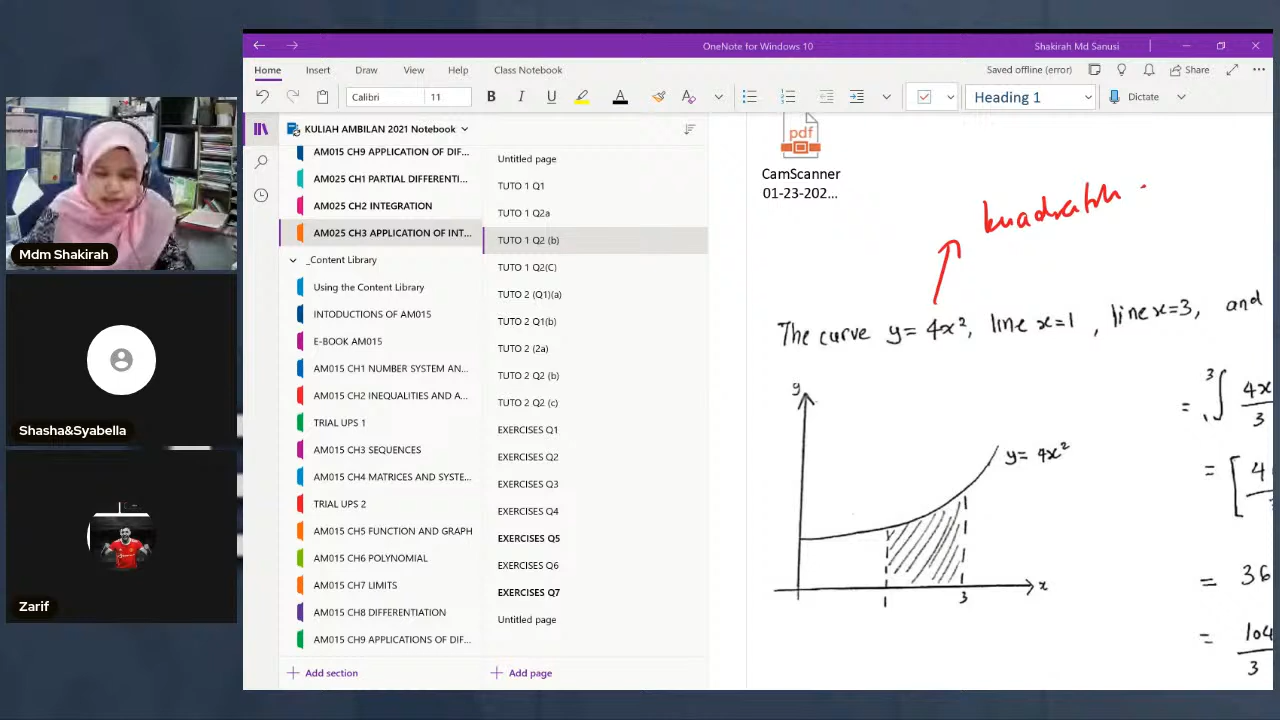 OneNote for Windows 10
Shakirah Md Sanusi
Home Insert Draw View Help Class Notebook
Saved offline (error)
Share
Calibri 11
B I U A
Heading 1
Dictate
Mdm Shakirah
Shasha&Syabella
Zarif
KULIAH AMBILAN 2021 Notebook
AM015 CH9 APPLICATION OF DIF...
AM025 CH1 PARTIAL DIFFERENTI...
AM025 CH2 INTEGRATION
AM025 CH3 APPLICATION OF INT...
_Content Library
Using the Content Library
INTODUCTIONS OF AM015
E-BOOK AM015
AM015 CH1 NUMBER SYSTEM AN...
AM015 CH2 INEQUALITIES AND A...
TRIAL UPS 1
AM015 CH3 SEQUENCES
AM015 CH4 MATRICES AND SYSTE...
TRIAL UPS 2
AM015 CH5 FUNCTION AND GRAPH
AM015 CH6 POLYNOMIAL
AM015 CH7 LIMITS
AM015 CH8 DIFFERENTIATION
AM015 CH9 APPLICATIONS OF DIF...
Add section
Untitled page
TUTO 1 Q1
TUTO 1 Q2a
TUTO 1 Q2 (b)
TUTO 1 Q2(C)
TUTO 2 (Q1)(a)
TUTO 2 Q1(b)
TUTO 2 (2a)
TUTO 2 Q2 (b)
TUTO 2 Q2 (c)
EXERCISES Q1
EXERCISES Q2
EXERCISES Q3
EXERCISES Q4
EXERCISES Q5
EXERCISES Q6
EXERCISES Q7
Untitled page
Add page
pdf
CamScanner
01-23-202...
The curve y = 4x², line x=1, line x=3, and
y
y = 4x²
x
1 3
= ∫ 3 1 4x
3
= [ 4
= 36
= 104
3